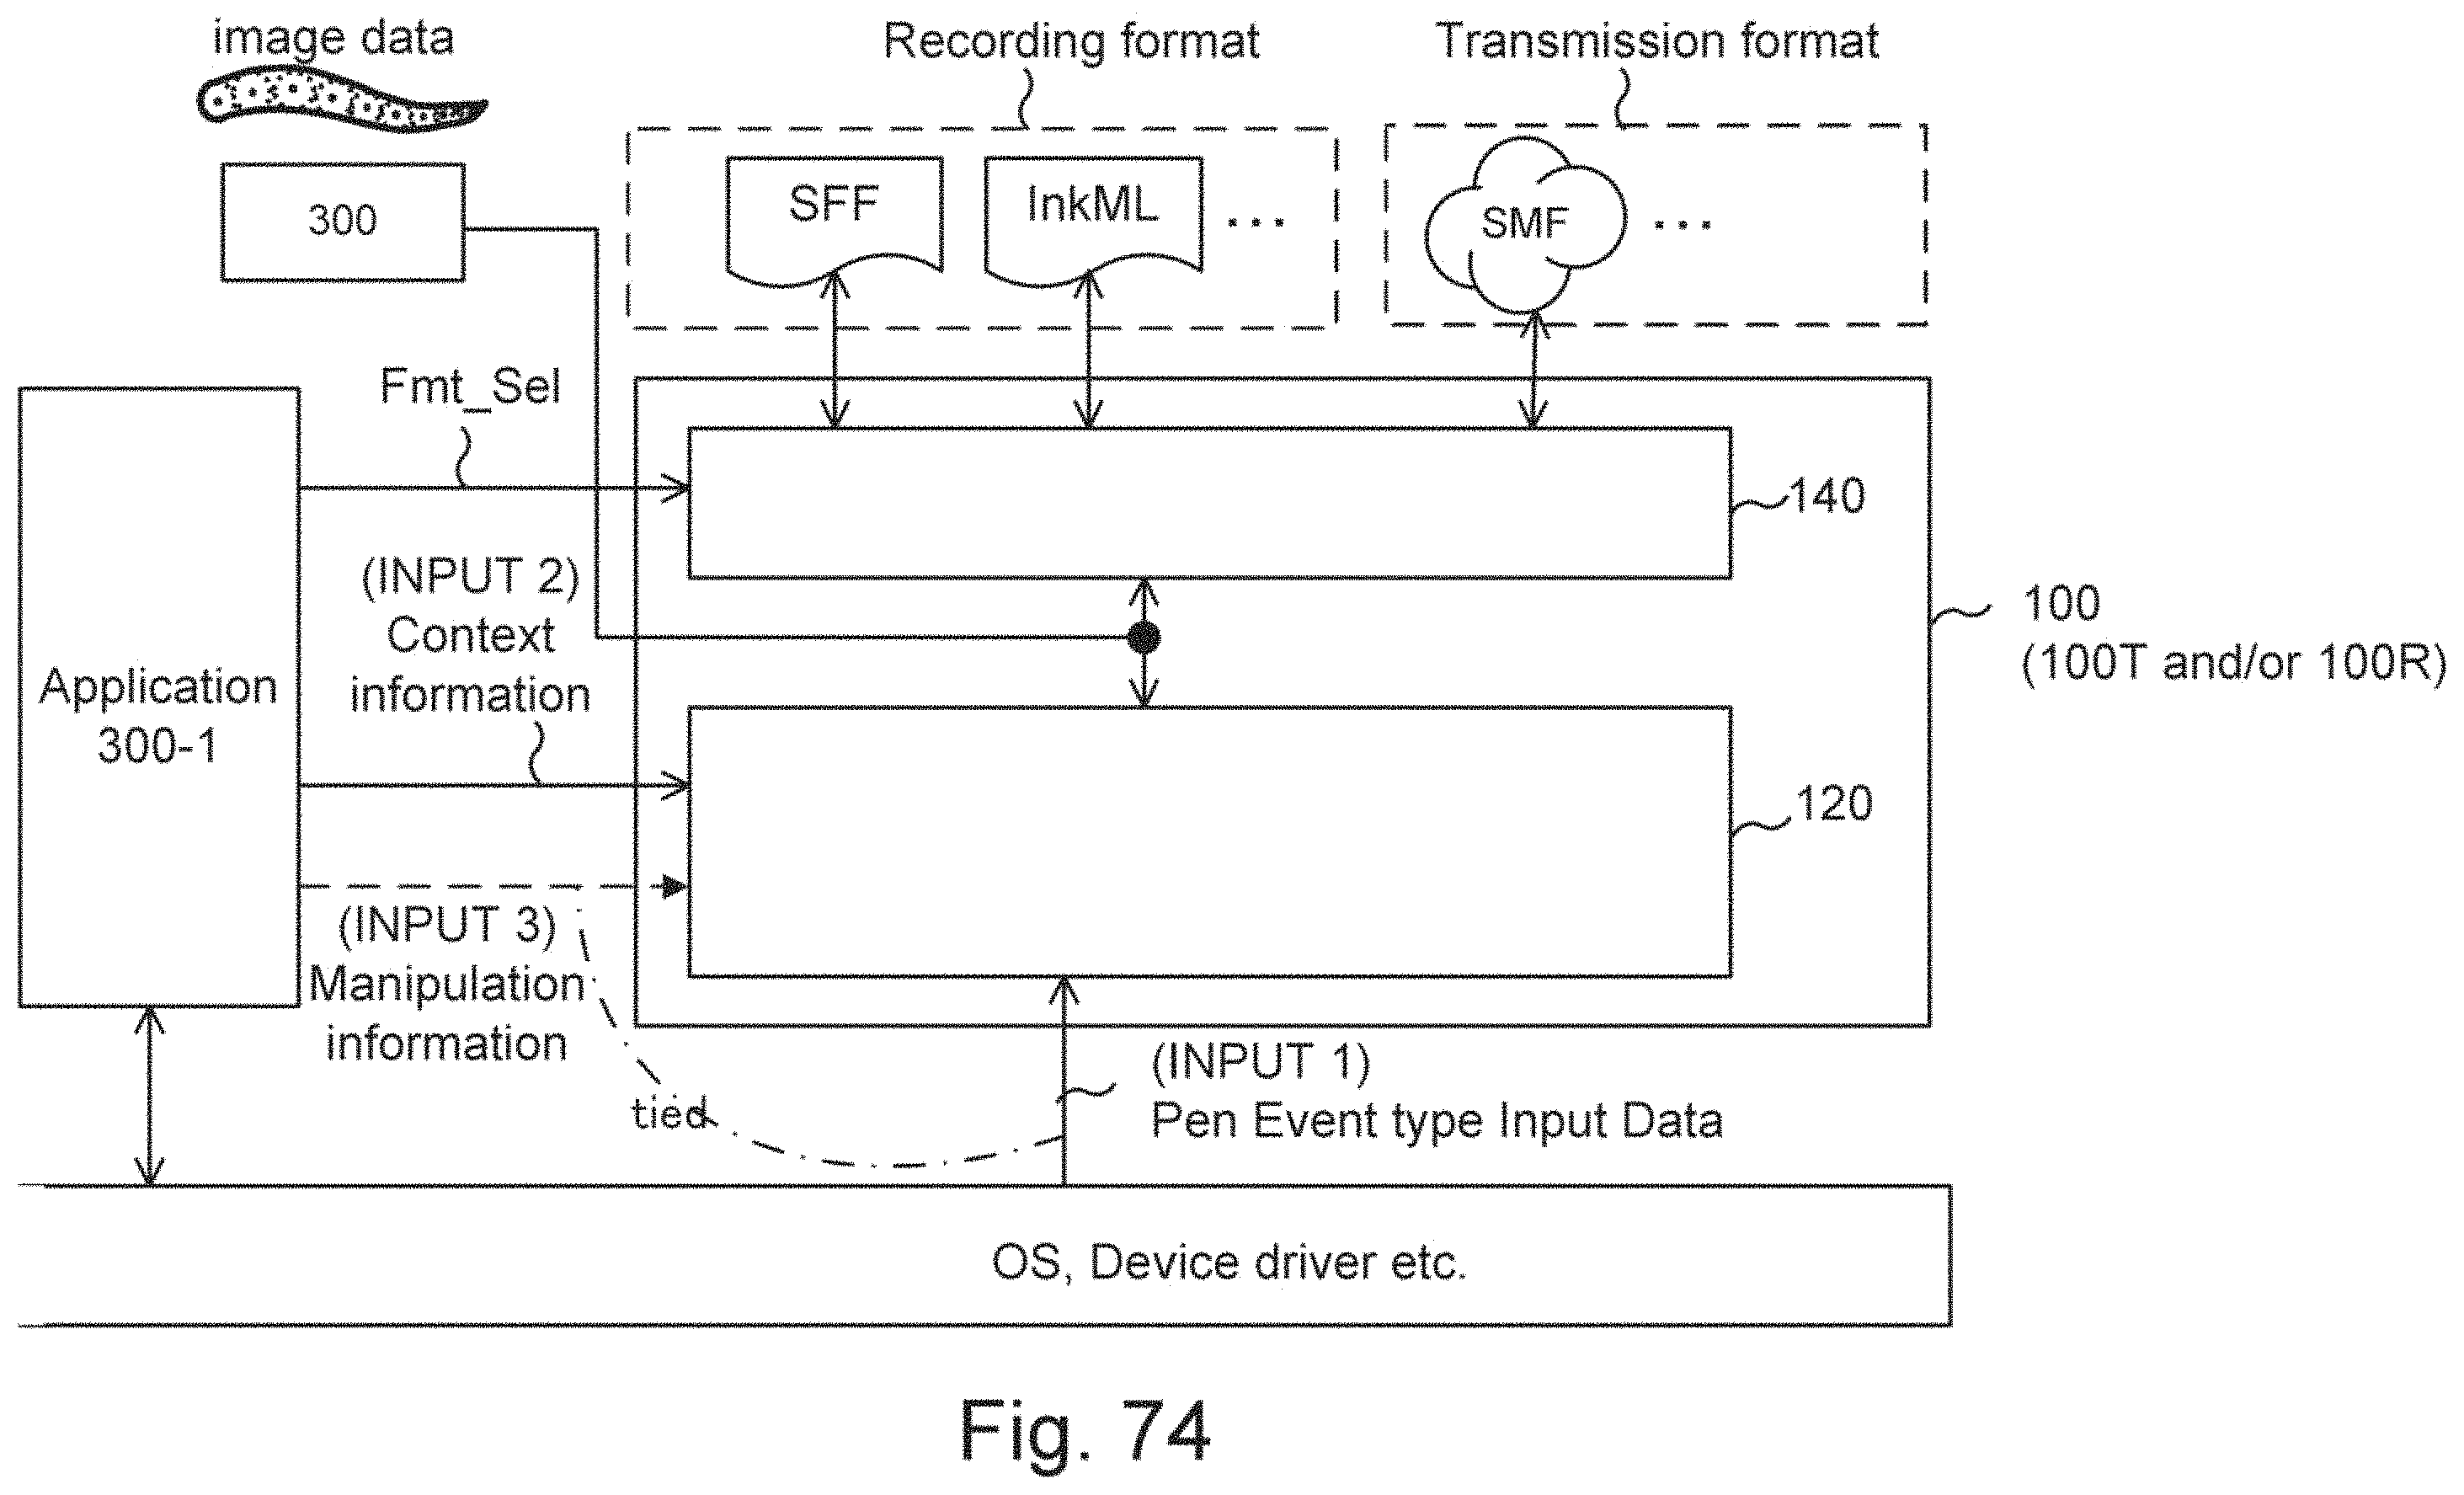 image data
Recording format
Transmission format
300
SFF
InkML
...
SMF
...
Fmt_Sel
140
(INPUT 2)
Context
information
100
(100T and/or 100R)
Application
300-1
120
(INPUT 3)
Manipulation
information
(INPUT 1)
Pen Event type Input Data
tied
OS, Device driver etc.
Fig. 74